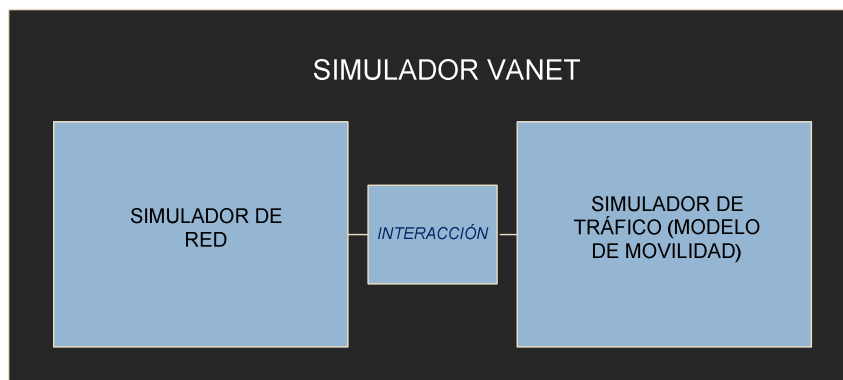 SIMULADOR VANET
SIMULADOR DE
RED
INTERACCIÓN
SIMULADOR DE
TRÁFICO (MODELO
DE MOVILIDAD)